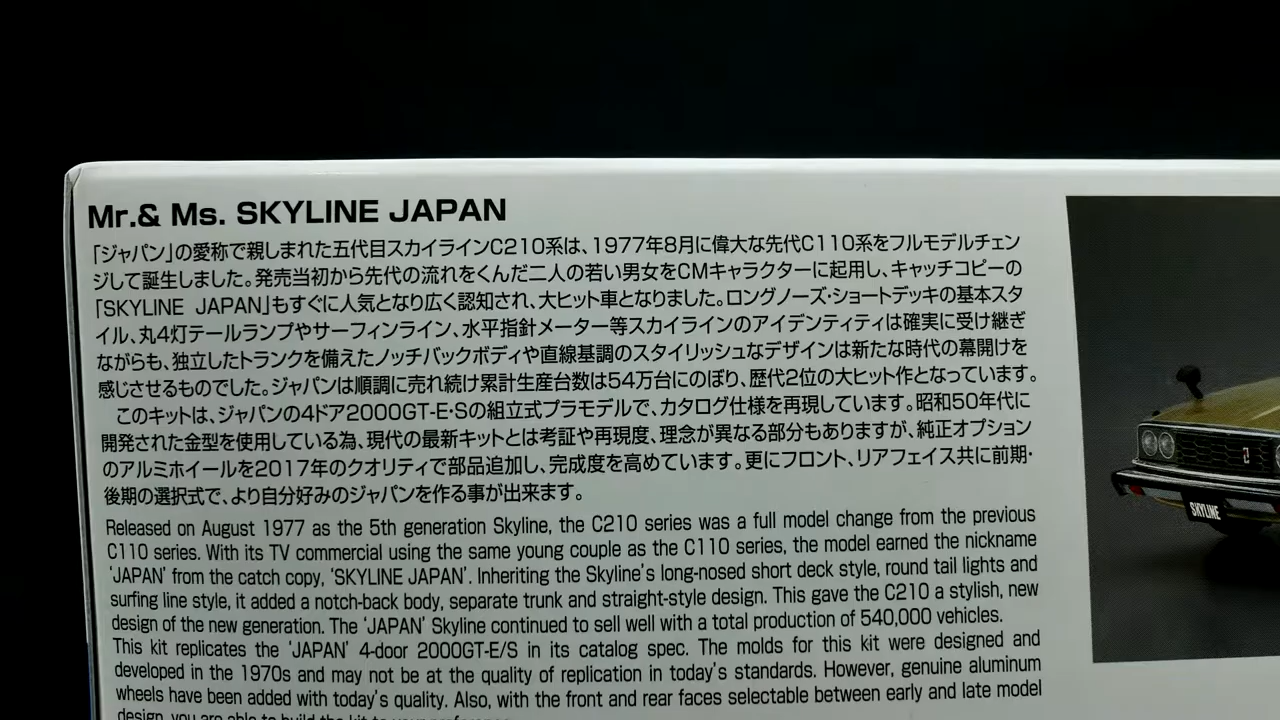 Mr.& Ms. SKYLINE JAPAN
「ジャパン」の愛称で親しまれた五代目スカイラインC210系は、1977年8月に偉大な先代C110系をフルモデルチェン
ジして誕生しました。発売当初から先代の流れをくんだ二人の若い男女をCMキャラクターに起用し、キャッチコピーの
「SKYLINE JAPAN」もすぐに人気となり広く認知され、大ヒット車となりました。ロングノーズ・ショートデッキの基本スタ
イル、丸4灯テールランプやサーフィンライン、水平指針メーター等スカイラインのアイデンティティは確実に受け継ぎ
ながらも、独立したトランクを備えたノッチバックボディや直線基調のスタイリッシュなデザインは新たな時代の幕開けを
感じさせるものでした。ジャパンは順調に売れ続け累計生産台数は54万台にのぼり、歴代2位の大ヒット作となっています。
このキットは、ジャパンの4ドア2000GT-E・Sの組立式プラモデルで、カタログ仕様を再現しています。昭和50年代に
開発された金型を使用している為、現代の最新キットとは考証や再現度、理念が異なる部分もありますが、純正オプション
のアルミホイールを2017年のクオリティで部品追加し、完成度を高めています。更にフロント、リアフェイス共に前期・
後期の選択式で、より自分好みのジャパンを作る事が出来ます。
Released on August 1977 as the 5th generation Skyline, the C210 series was a full model change from the previous
C110 series. With its TV commercial using the same young couple as the C110 series, the model earned the nickname
'JAPAN' from the catch copy, 'SKYLINE JAPAN'. Inheriting the Skyline's long-nosed short deck style, round tail lights and
surfing line style, it added a notch-back body, separate trunk and straight-style design. This gave the C210 a stylish, new
design of the new generation. The 'JAPAN' Skyline continued to sell well with a total production of 540,000 vehicles.
This kit replicates the 'JAPAN' 4-door 2000GT-E/S in its catalog spec. The molds for this kit were designed and
developed in the 1970s and may not be at the quality of replication in today's standards. However, genuine aluminum
wheels have been added with today's quality. Also, with the front and rear faces selectable between early and late model
design, you are able to build the kit to your preference.
SKYLINE